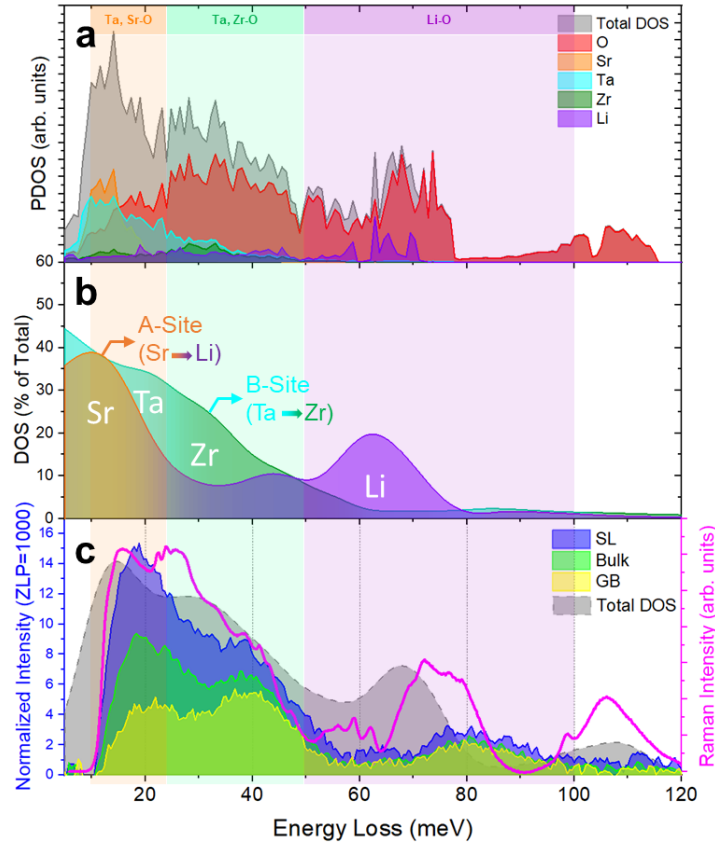 Ta, Sr-O Ta, Zr-O Li-O
a
Total DOS
O
Sr
Ta
Zr
Li
PDOS (arb. units)
60
b
50
40
30
20
10
0
DOS (% of Total)
A-Site
(Sr Li)
B-Site
(Ta Zr)
Sr
Ta
Zr
Li
c
16
14
12
10
8
6
4
2
0
Normalized Intensity (ZLP=1000)
SL
Bulk
GB
Total DOS
Raman Intensity (arb. units)
20 40 60 80 100 120
Energy Loss (meV)